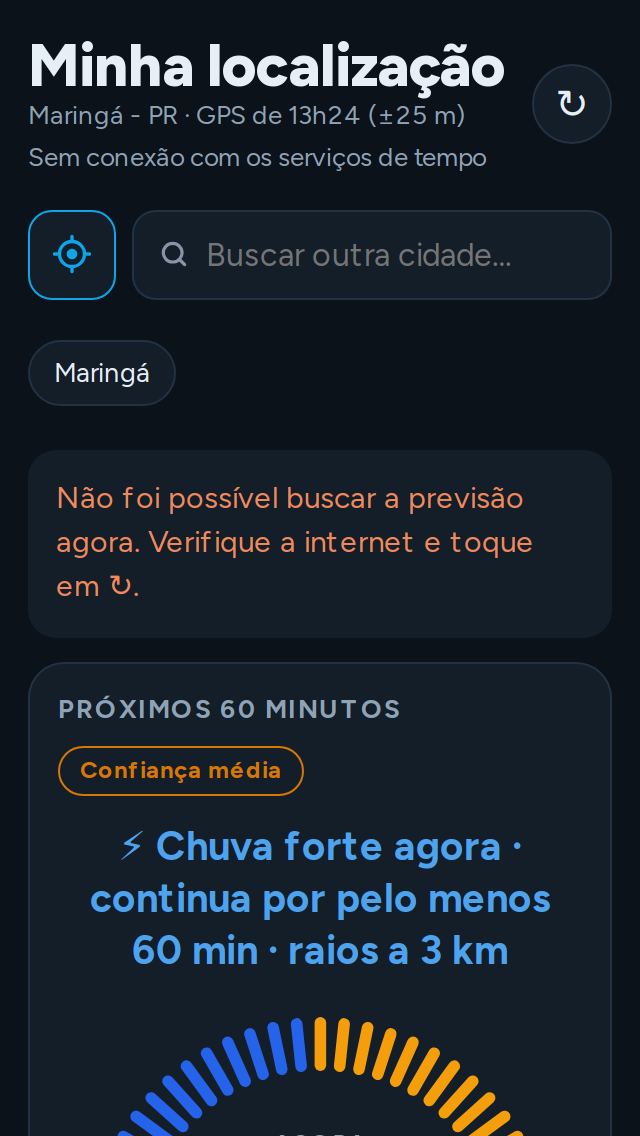 Minha localização
Maringá - PR · GPS de 13h24 (±25 m)
Sem conexão com os serviços de tempo
↻
Buscar outra cidade...
Maringá
Não foi possível buscar a previsão
agora. Verifique a internet e toque
em ↻.
PRÓXIMOS 60 MINUTOS
Confiança média
⚡ Chuva forte agora ·
continua por pelo menos
60 min · raios a 3 km